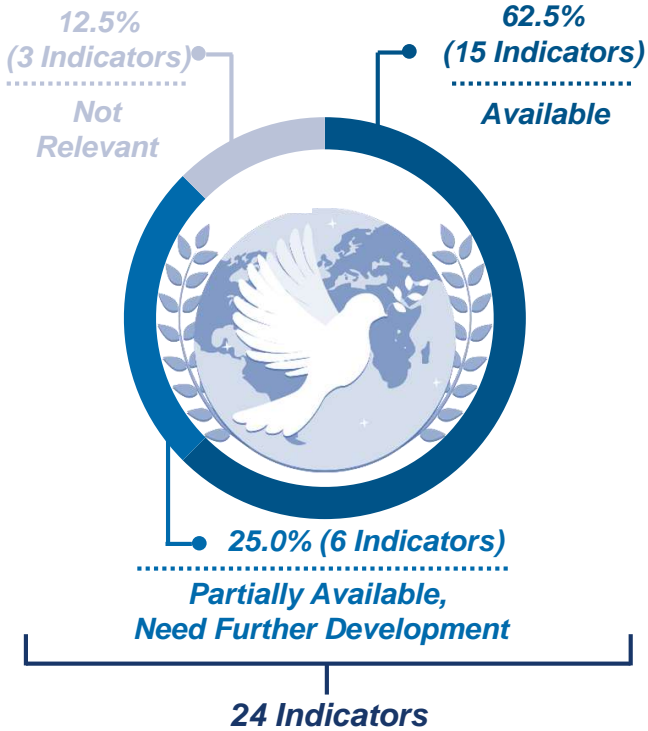 12.5%
(3 Indicators)
Not
Relevant
62.5%
(15 Indicators)
Available
25.0% (6 Indicators)
Partially Available,
Need Further Development
24 Indicators